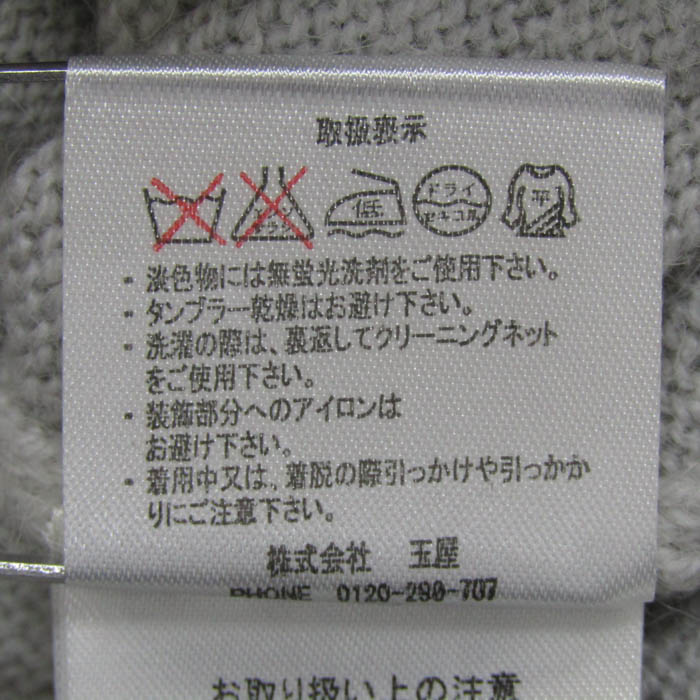 取扱表示
エンソ 低 ドライ セキユ系 平
・淡色物には無蛍光洗剤をご使用下さい。
・タンブラー乾燥はお避け下さい。
・洗濯の際は、裏返してクリーニングネット
をご使用下さい。
・装飾部分へのアイロンは
お避け下さい。
・着用中又は、着脱の際引っかけや引っかか
りにご注意下さい。
株式会社 玉屋
PHONE 0120-290-707
お取り扱い上の注意